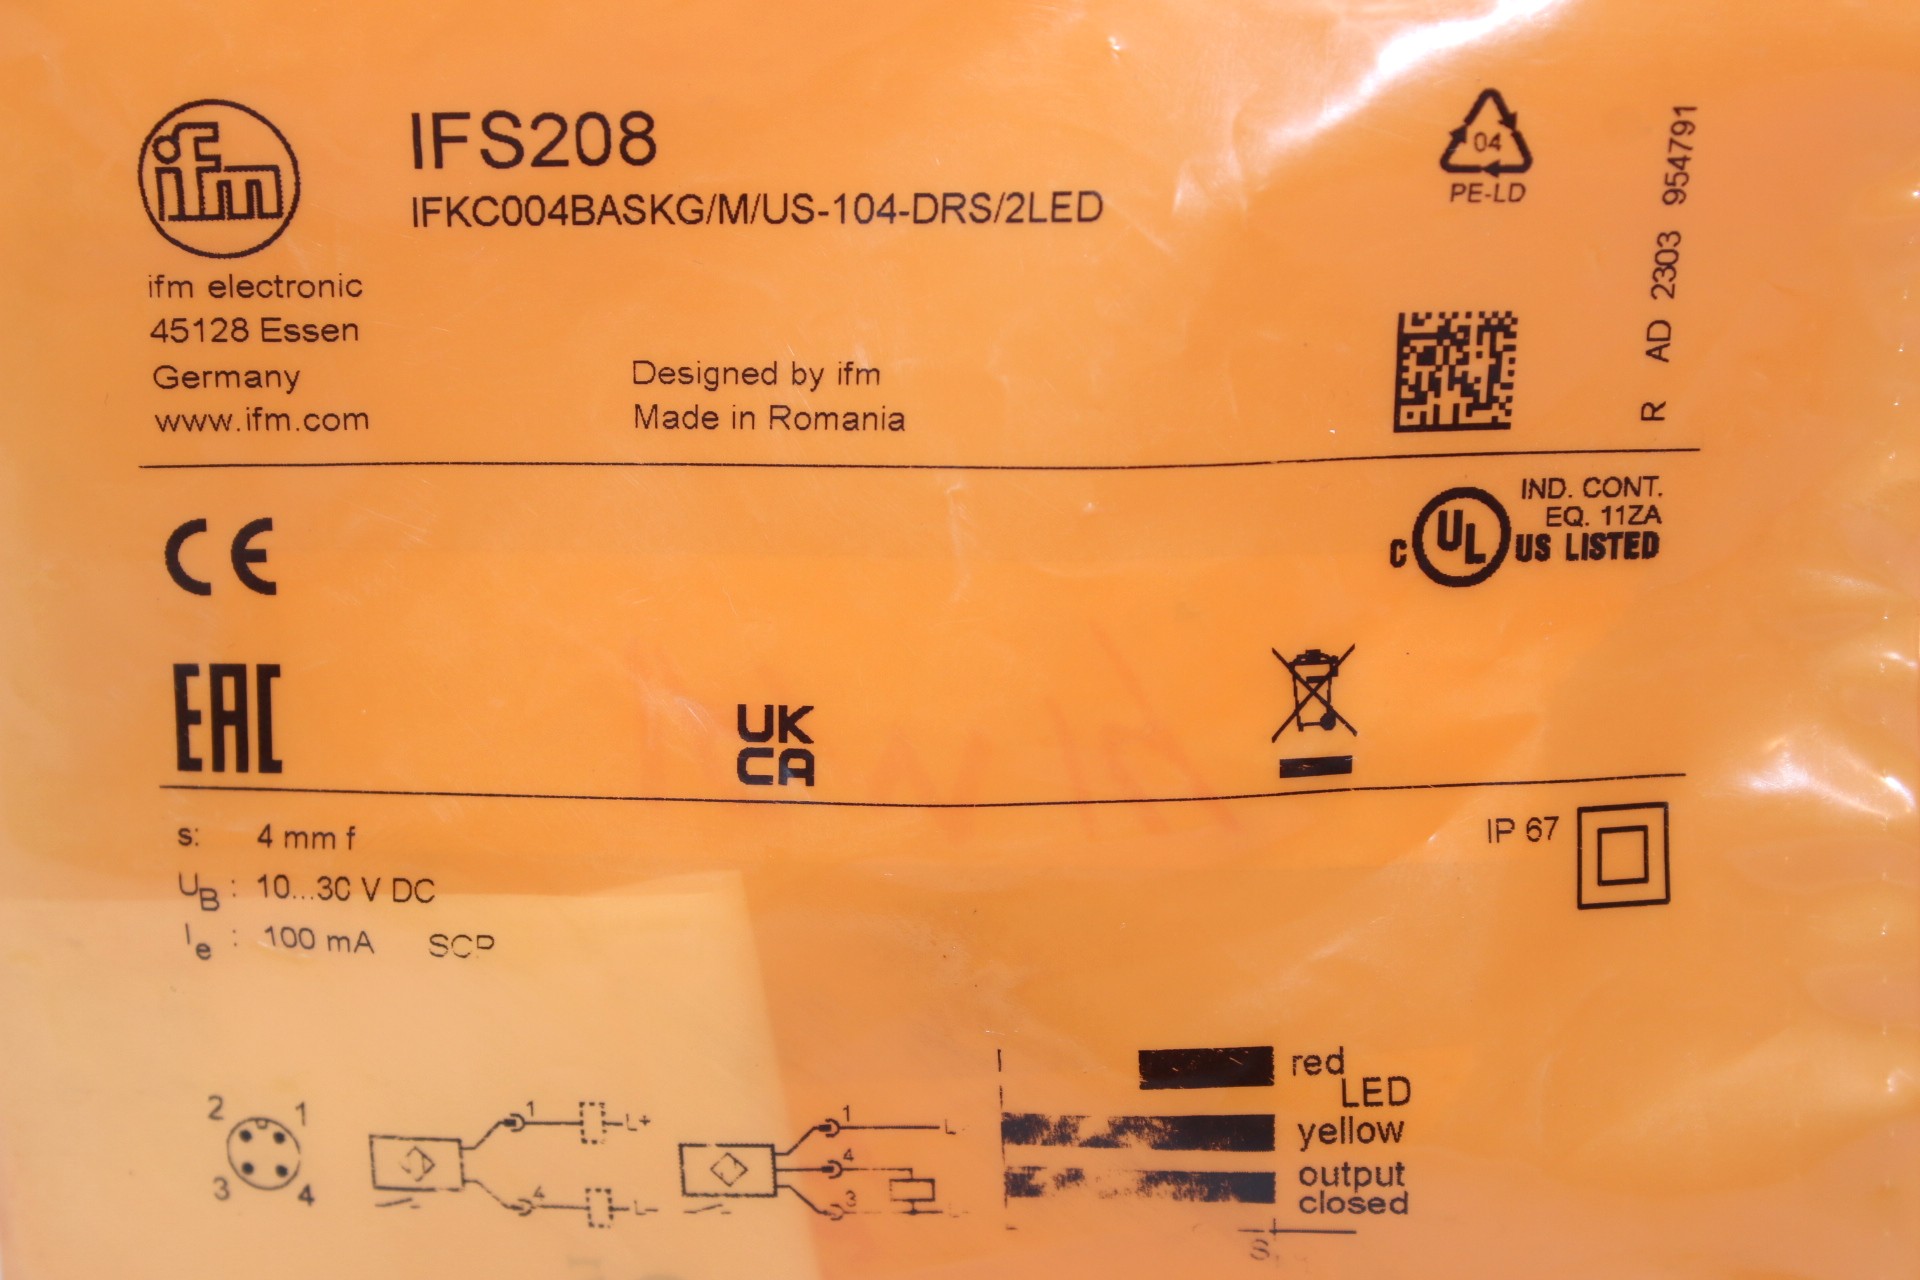 ifm
IFS208
IFKC004BASKG/M/US-104-DRS/2LED
ifm electronic
45128 Essen
Germany
www.ifm.com
Designed by ifm
Made in Romania
04
PE-LD
R AD 2303 9547791
CE
C UL US LISTED
IND. CONT.
EQ. 11ZA
EAC
UK
CA
s: 4 mm f
UB : 10...30 V DC
Ie : 100 mA SCP
IP 67
2 1
3 4
1 L+
4 L-
1 L
4
3 L-
red
LED
yellow
output
closed